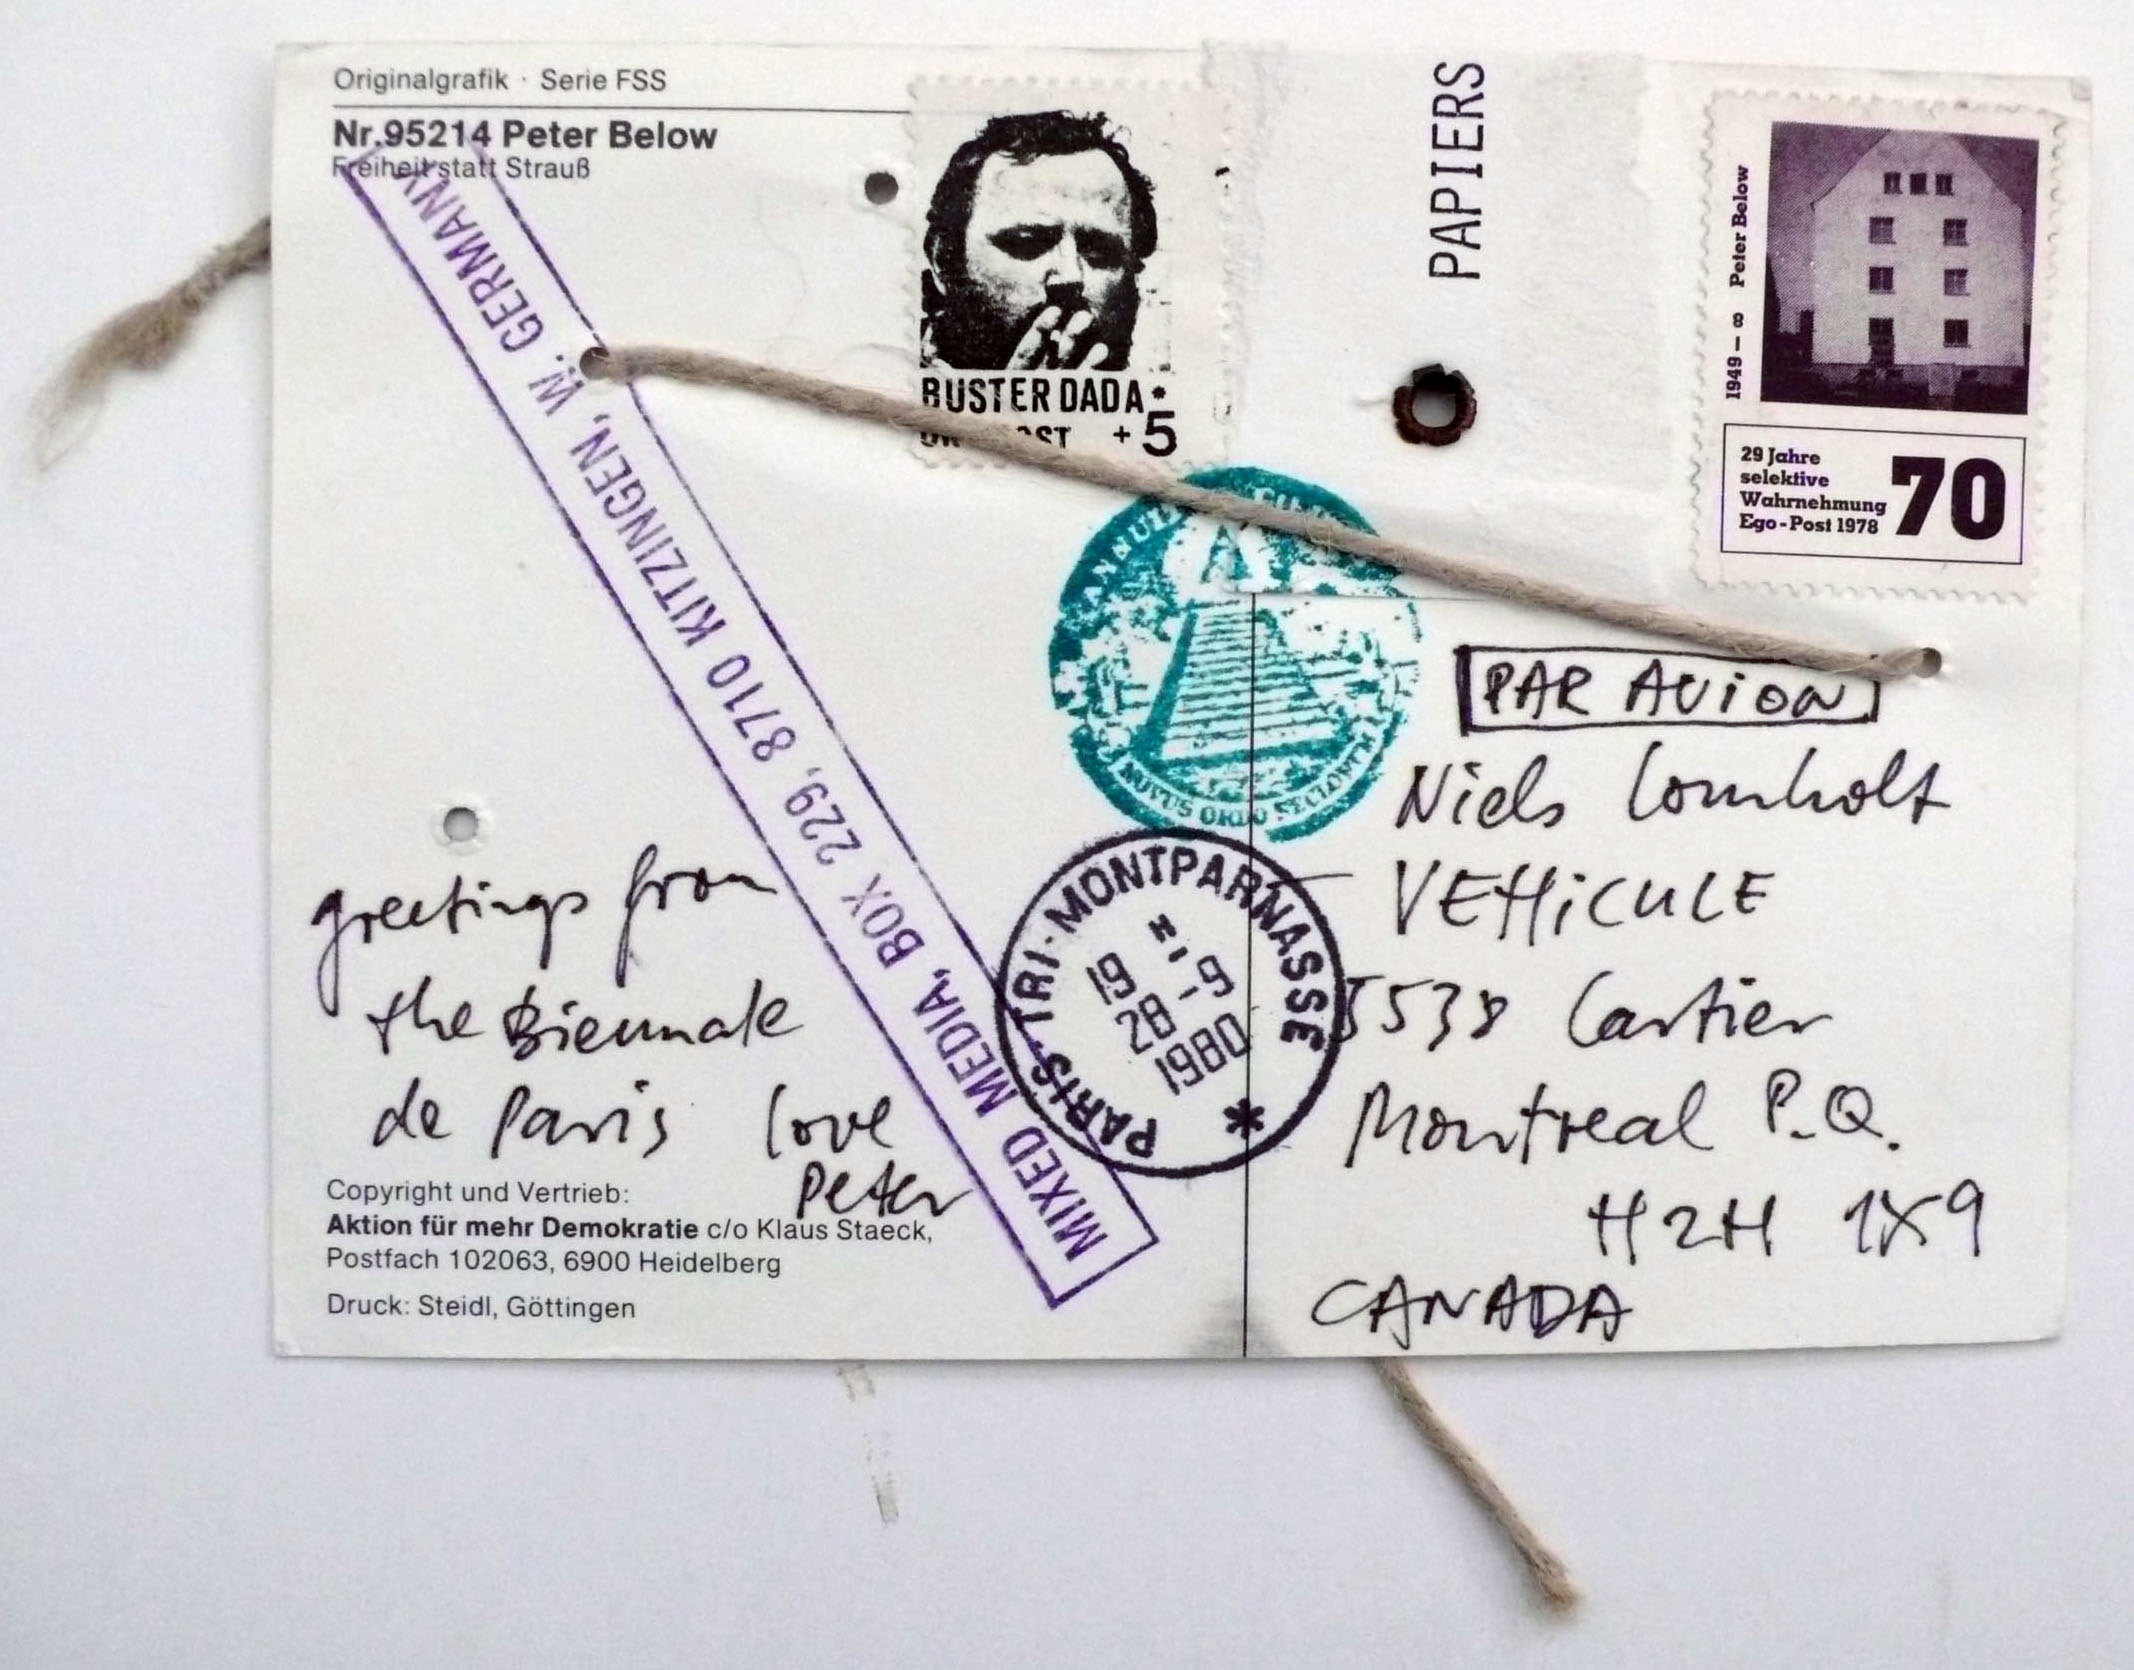 Originalgrafik · Serie FSS
Nr.95214 Peter Below
Freiheit statt Strauß
BUSTER DADA
+5
PAPIERS
1949 – 8 Peter Below
29 Jahre
selektive
Wahrnehmung
Ego-Post 1978
70
MIXED MEDIA, BOX 229, 8710 KITZINGEN, W. GERMANY
ANNUIT
NOVUS ORDO SECLORUM
PARIS.TRI-MONTPARNASSE
28 - 9
1980
*
greetings from
the Biennale
de Paris love
Peter
PAR AVION
Niels Lomholt
VEHiCULE
5538 Cartier
Montreal P.Q.
H2H 1X9
CANADA
Copyright und Vertrieb:
Aktion für mehr Demokratie c/o Klaus Staeck,
Postfach 102063, 6900 Heidelberg
Druck: Steidl, Göttingen